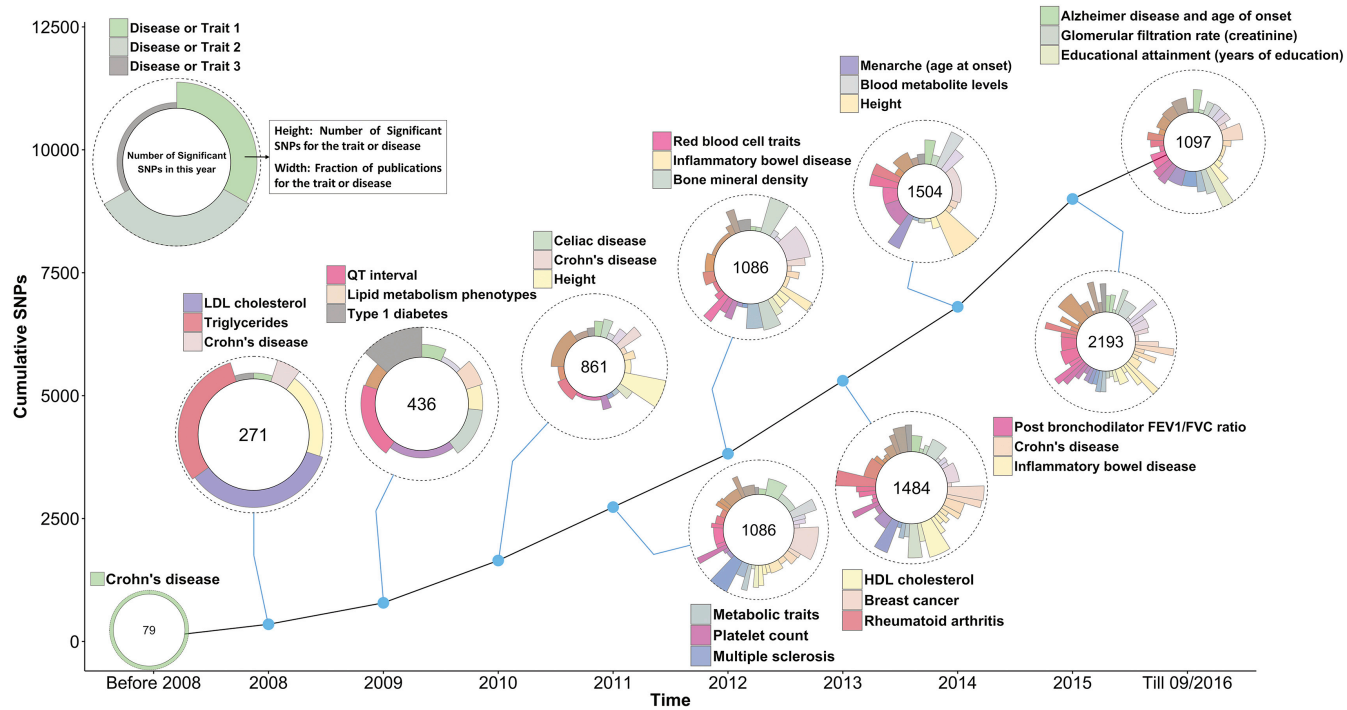 12500
10000
7500
5000
2500
0
Cumulative SNPs
Disease or Trait 1
Disease or Trait 2
Disease or Trait 3
Number of Significant
SNPs in this year
Height: Number of Significant
SNPs for the trait or disease
Width: Fraction of publications
for the trait or disease
Crohn's disease
79
LDL cholesterol
Triglycerides
Crohn's disease
271
QT interval
Lipid metabolism phenotypes
Type 1 diabetes
436
Celiac disease
Crohn's disease
Height
861
Red blood cell traits
Inflammatory bowel disease
Bone mineral density
1086
1086
Metabolic traits
Platelet count
Multiple sclerosis
Menarche (age at onset)
Blood metabolite levels
Height
1504
1484
HDL cholesterol
Breast cancer
Rheumatoid arthritis
Alzheimer disease and age of onset
Glomerular filtration rate (creatinine)
Educational attainment (years of education)
1097
2193
Post bronchodilator FEV1/FVC ratio
Crohn's disease
Inflammatory bowel disease
Before 2008
2008
2009
2010
2011
2012
2013
2014
2015
Till 09/2016
Time